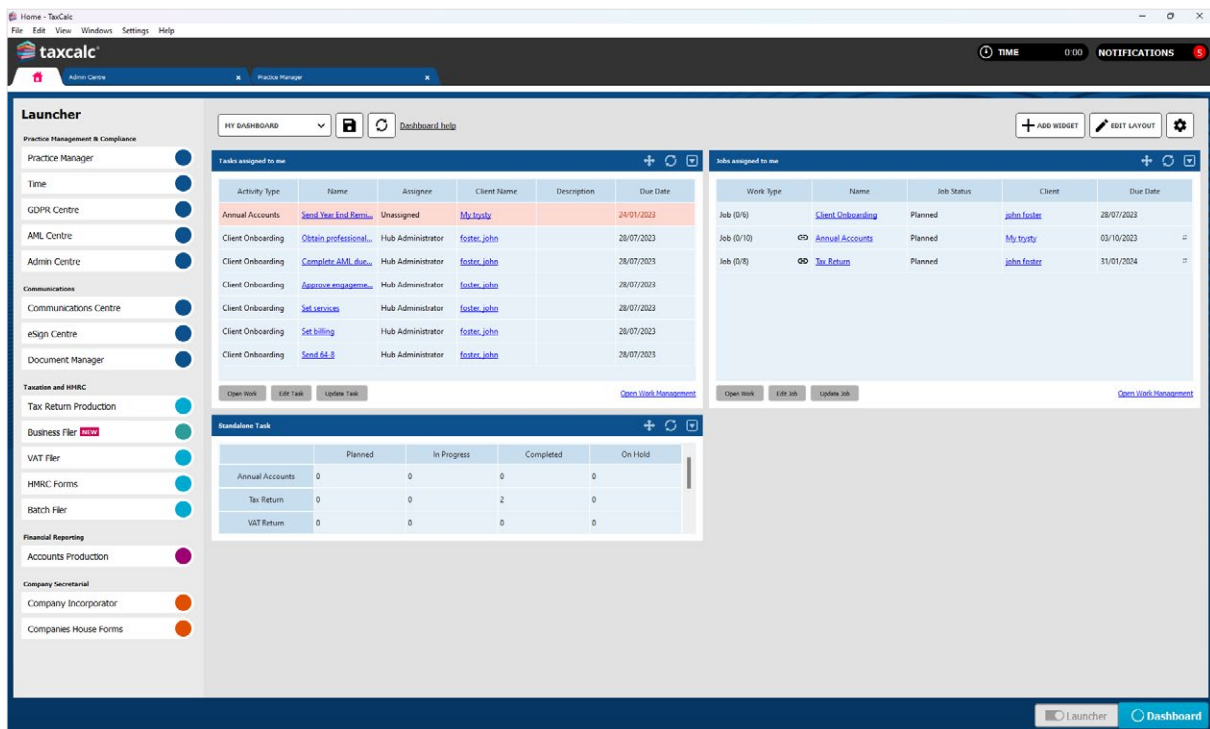 Home - TaxCalc
File Edit View Windows Settings Help
taxcalc
TIME 0:00 NOTIFICATIONS 5
Admin Centre x Practice Manager x
Launcher
Practice Management & Compliance
Practice Manager
Time
GDPR Centre
AML Centre
Admin Centre
Communications
Communications Centre
eSign Centre
Document Manager
Taxation and HMRC
Tax Return Production
Business Filer NEW
VAT Filer
HMRC Forms
Batch Filer
Financial Reporting
Accounts Production
Company Secretarial
Company Incorporator
Companies House Forms
MY DASHBOARD Dashboard help ADD WIDGET EDIT LAYOUT
Tasks assigned to me
Activity Type Name Assignee Client Name Description Due Date
Annual Accounts Send Year End Remi... Unassigned My trusty 24/01/2023
Client Onboarding Obtain professional... Hub Administrator foster, john 28/07/2023
Client Onboarding Complete AML due... Hub Administrator foster, john 28/07/2023
Client Onboarding Approve engageme... Hub Administrator foster, john 28/07/2023
Client Onboarding Set services Hub Administrator foster, john 28/07/2023
Client Onboarding Set billing Hub Administrator foster, john 28/07/2023
Client Onboarding Send 64-8 Hub Administrator foster, john 28/07/2023
Open Work Edit Task Update Task Open Work Management
Jobs assigned to me
Work Type Name Job Status Client Due Date
Job (0/6) Client Onboarding Planned john foster 28/07/2023
Job (0/10) Annual Accounts Planned My trusty 03/10/2023
Job (0/8) Tax Return Planned john foster 31/01/2024
Open Work Edit Job Update Job Open Work Management
Standalone Task
Planned In Progress Completed On Hold
Annual Accounts 0 0 0 0
Tax Return 0 0 2 0
VAT Return 0 0 0 0
Launcher Dashboard